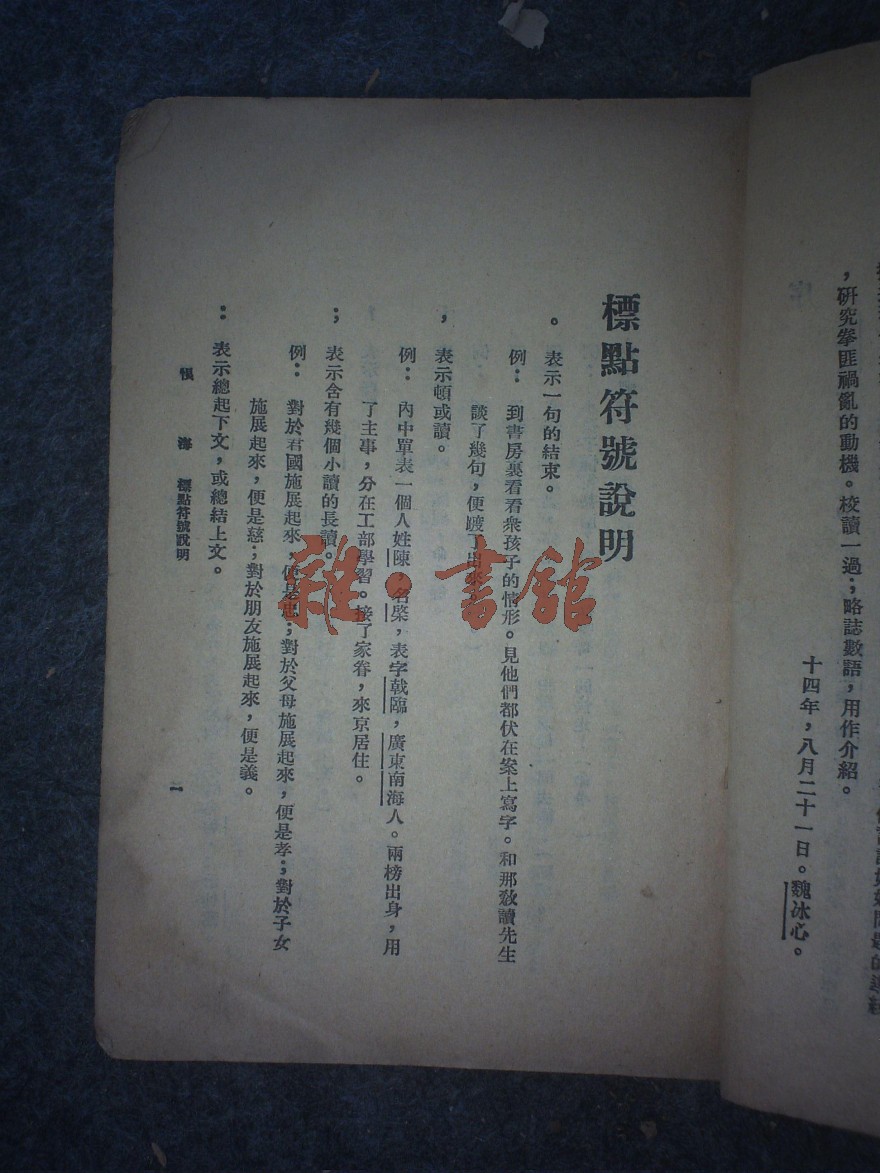 ，研究拳匪禍亂的動機。校讀一過；略誌數語，用作介紹。
十四年，八月二十一日。魏冰心。
標點符號說明
。表示一句的結束。
例：到書房裏看看衆孩子的情形。見他們都伏在案上寫字。和那敎讀先生
談了幾句，便踱了出來。
，表示頓或讀。
例：內中單表一個人姓陳，名棨，表字戟臨，廣東南海人。兩榜出身，用
了主事，分在工部學習。接了家眷，來京居住。
；表示含有幾個小讀的長讀。
例：對於君國施展起來，便是忠；對於父母施展起來，便是孝；對於子女
施展起來，便是慈；對於朋友施展起來，便是義。
：表示總起下文，或總結上文。
恨海 標點符號說明
雜·書舘